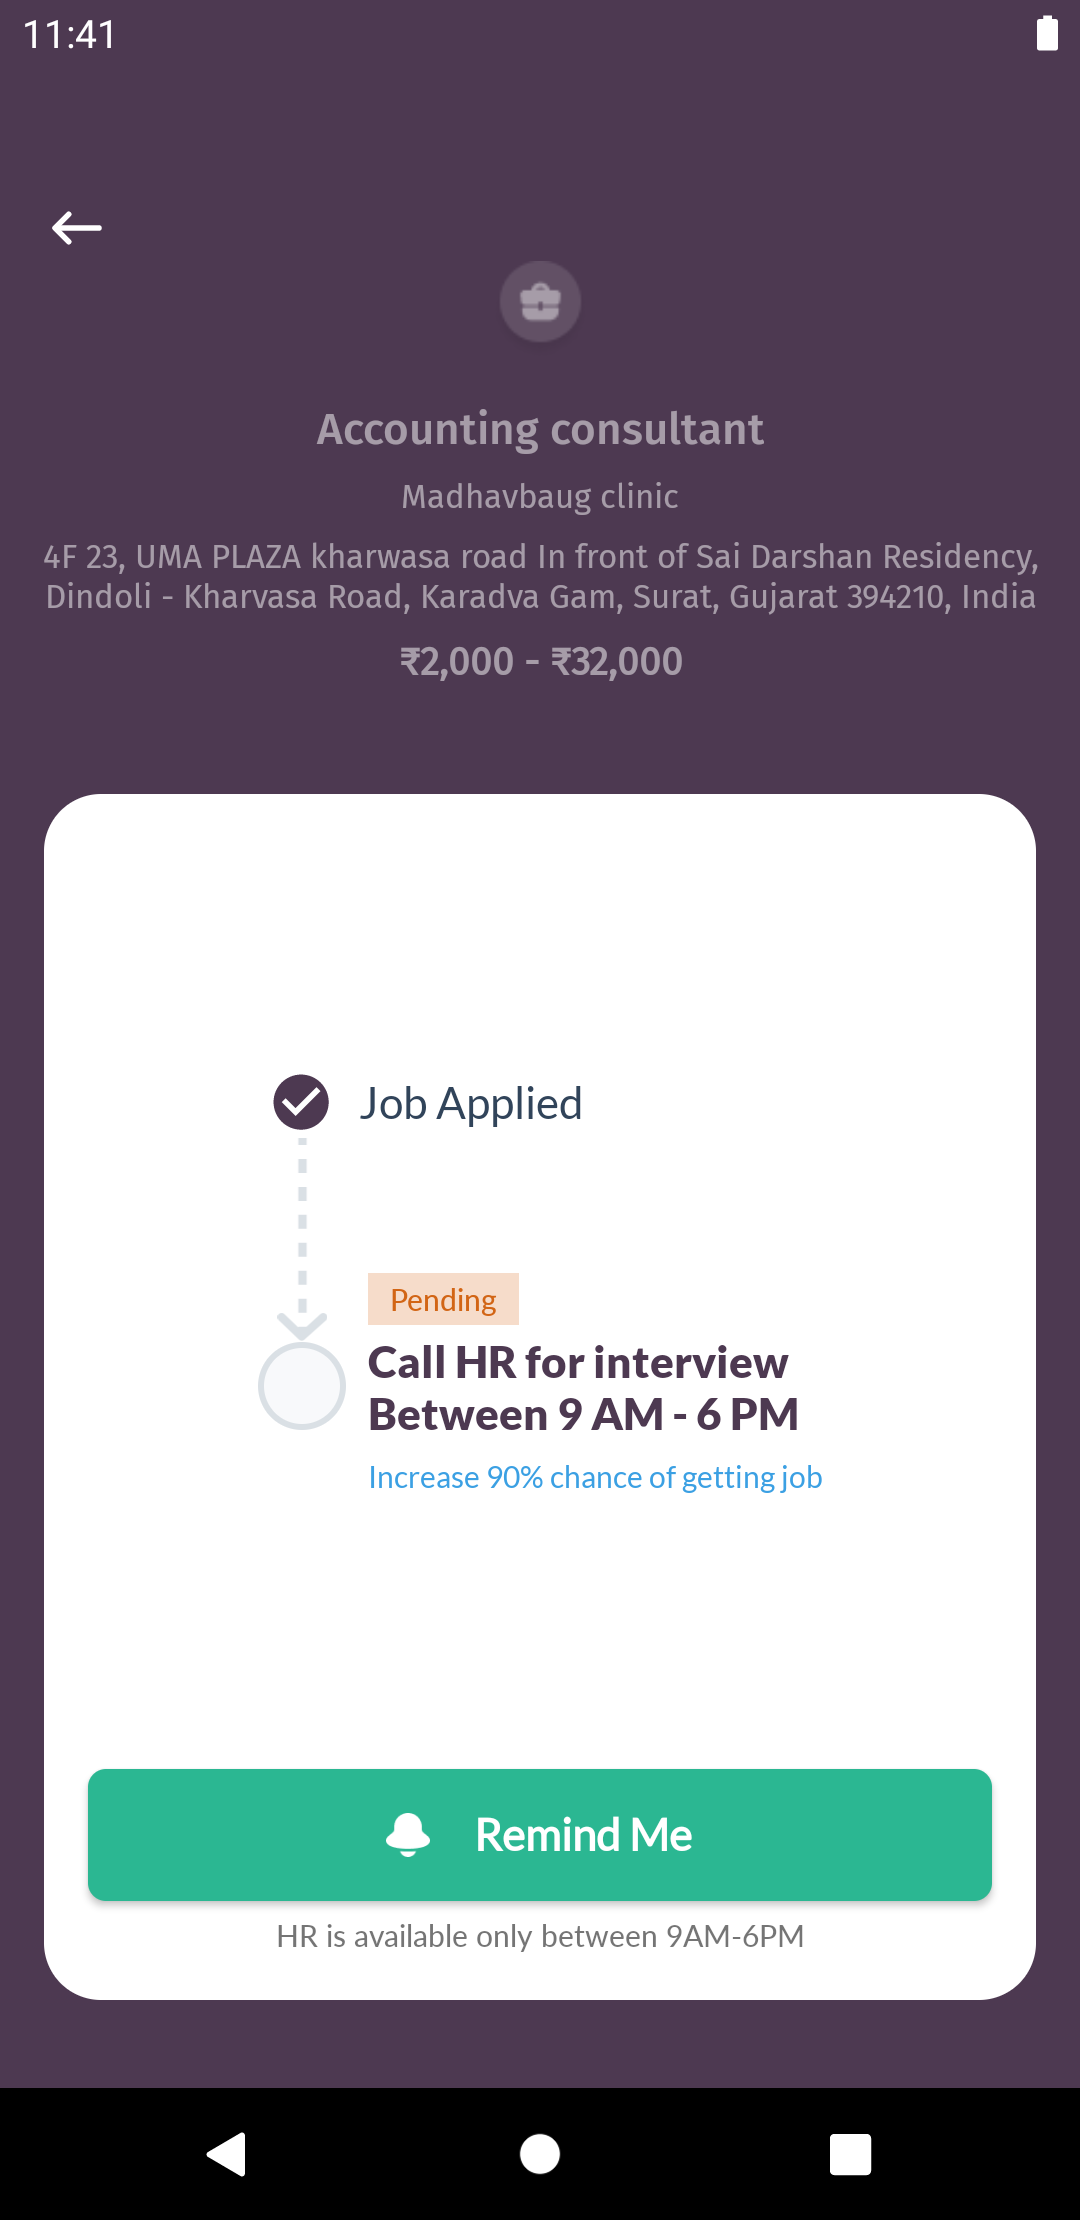 11:41
Accounting consultant
Madhavbaug clinic
4F 23, UMA PLAZA kharwasa road In front of Sai Darshan Residency,
Dindoli - Kharvasa Road, Karadva Gam, Surat, Gujarat 394210, India
₹2,000 - ₹32,000
Job Applied
Pending
Call HR for interview
Between 9 AM - 6 PM
Increase 90% chance of getting job
Remind Me
HR is available only between 9AM-6PM